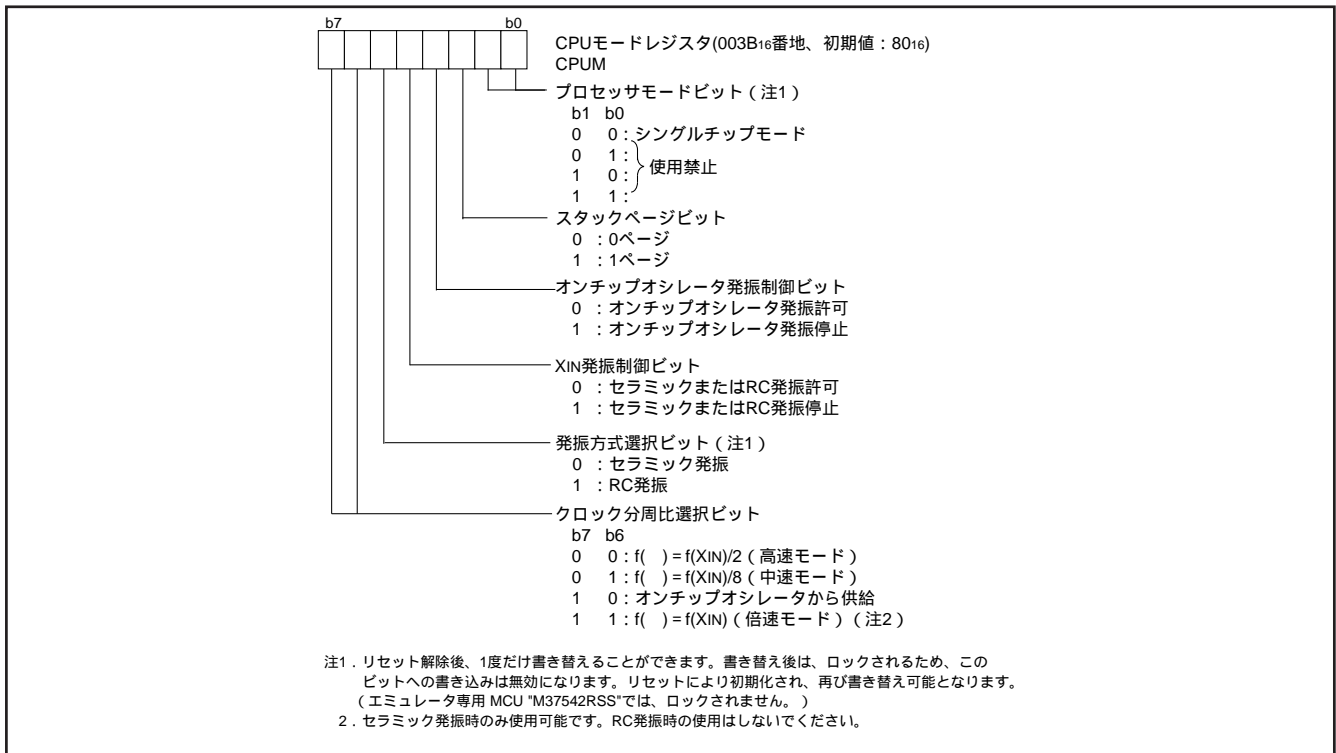 b7 b0
CPUモードレジスタ(003B16番地、初期値：8016)
CPUM
プロセッサモードビット（注1）
b1 b0
0 0：シングルチップモード
0 1：
使用禁止
1 0：
1 1：
スタックページビット
0 ：0ページ
1 ：1ページ
オンチップオシレータ発振制御ビット
0 ：オンチップオシレータ発振許可
1 ：オンチップオシレータ発振停止
XIN発振制御ビット
0 ：セラミックまたはRC発振許可
1 ：セラミックまたはRC発振停止
発振方式選択ビット（注1）
0 ：セラミック発振
1 ：RC発振
クロック分周比選択ビット
b7 b6
0 0：f( ) = f(XIN)/2（高速モード）
0 1：f( ) = f(XIN)/8（中速モード）
1 0：オンチップオシレータから供給
1 1：f( ) = f(XIN)（倍速モード）（注2）
注1．リセット解除後、1度だけ書き替えることができます。書き替え後は、ロックされるため、この
ビットへの書き込みは無効になります。リセットにより初期化され、再び書き替え可能となります。
（エミュレータ専用 MCU "M37542RSS"では、ロックされません。）
2．セラミック発振時のみ使用可能です。RC発振時の使用はしないでください。